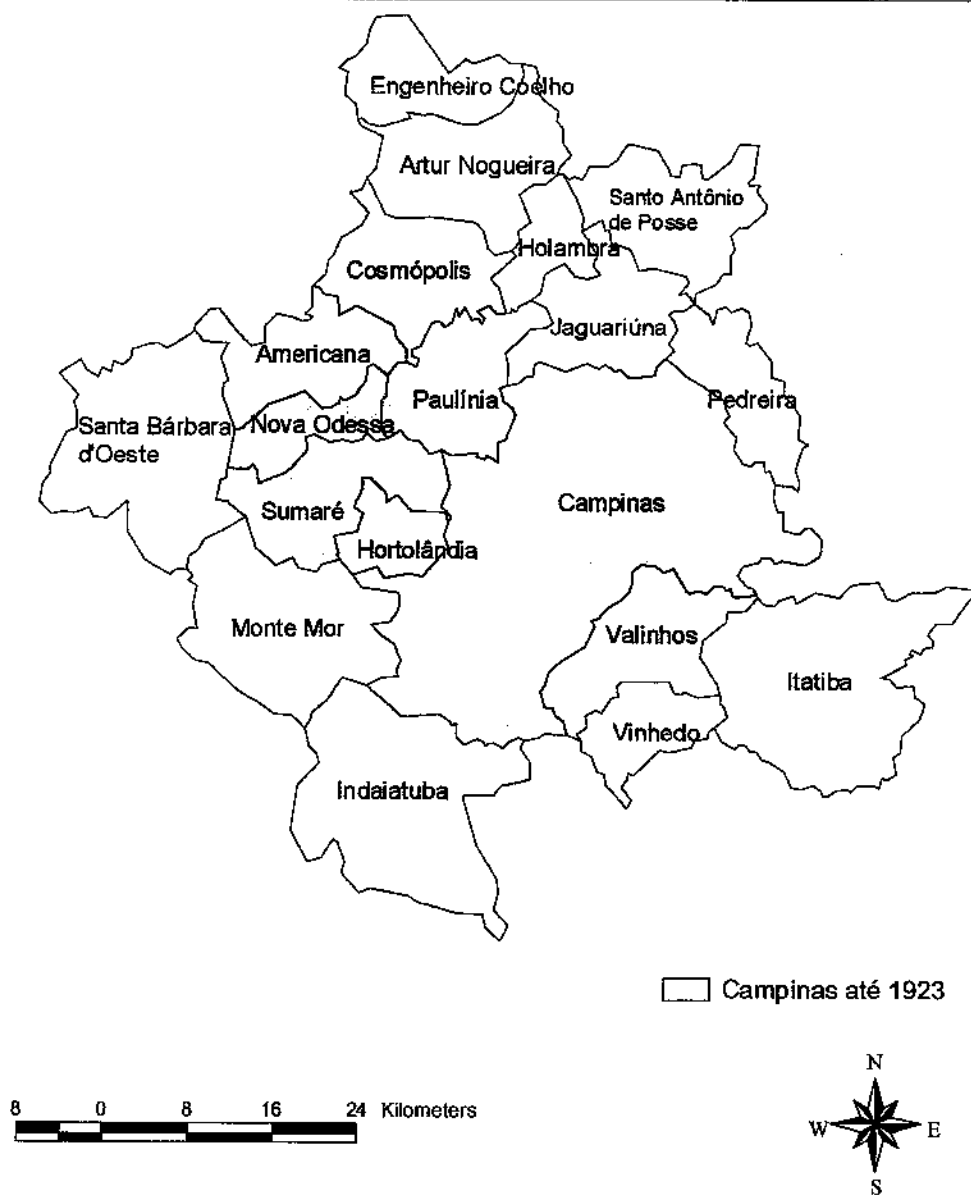 Engenheiro Coelho
Artur Nogueira
Santo Antônio
de Posse
Holambra
Cosmópolis
Jaguariúna
Americana
Paulínia
Pedreira
Nova Odessa
Santa Bárbara
d'Oeste
Campinas
Sumaré
Hortolândia
Monte Mor
Valinhos
Itatiba
Vinhedo
Indaiatuba
Campinas até 1923
8 0 8 16 24 Kilometers
N
W E
S